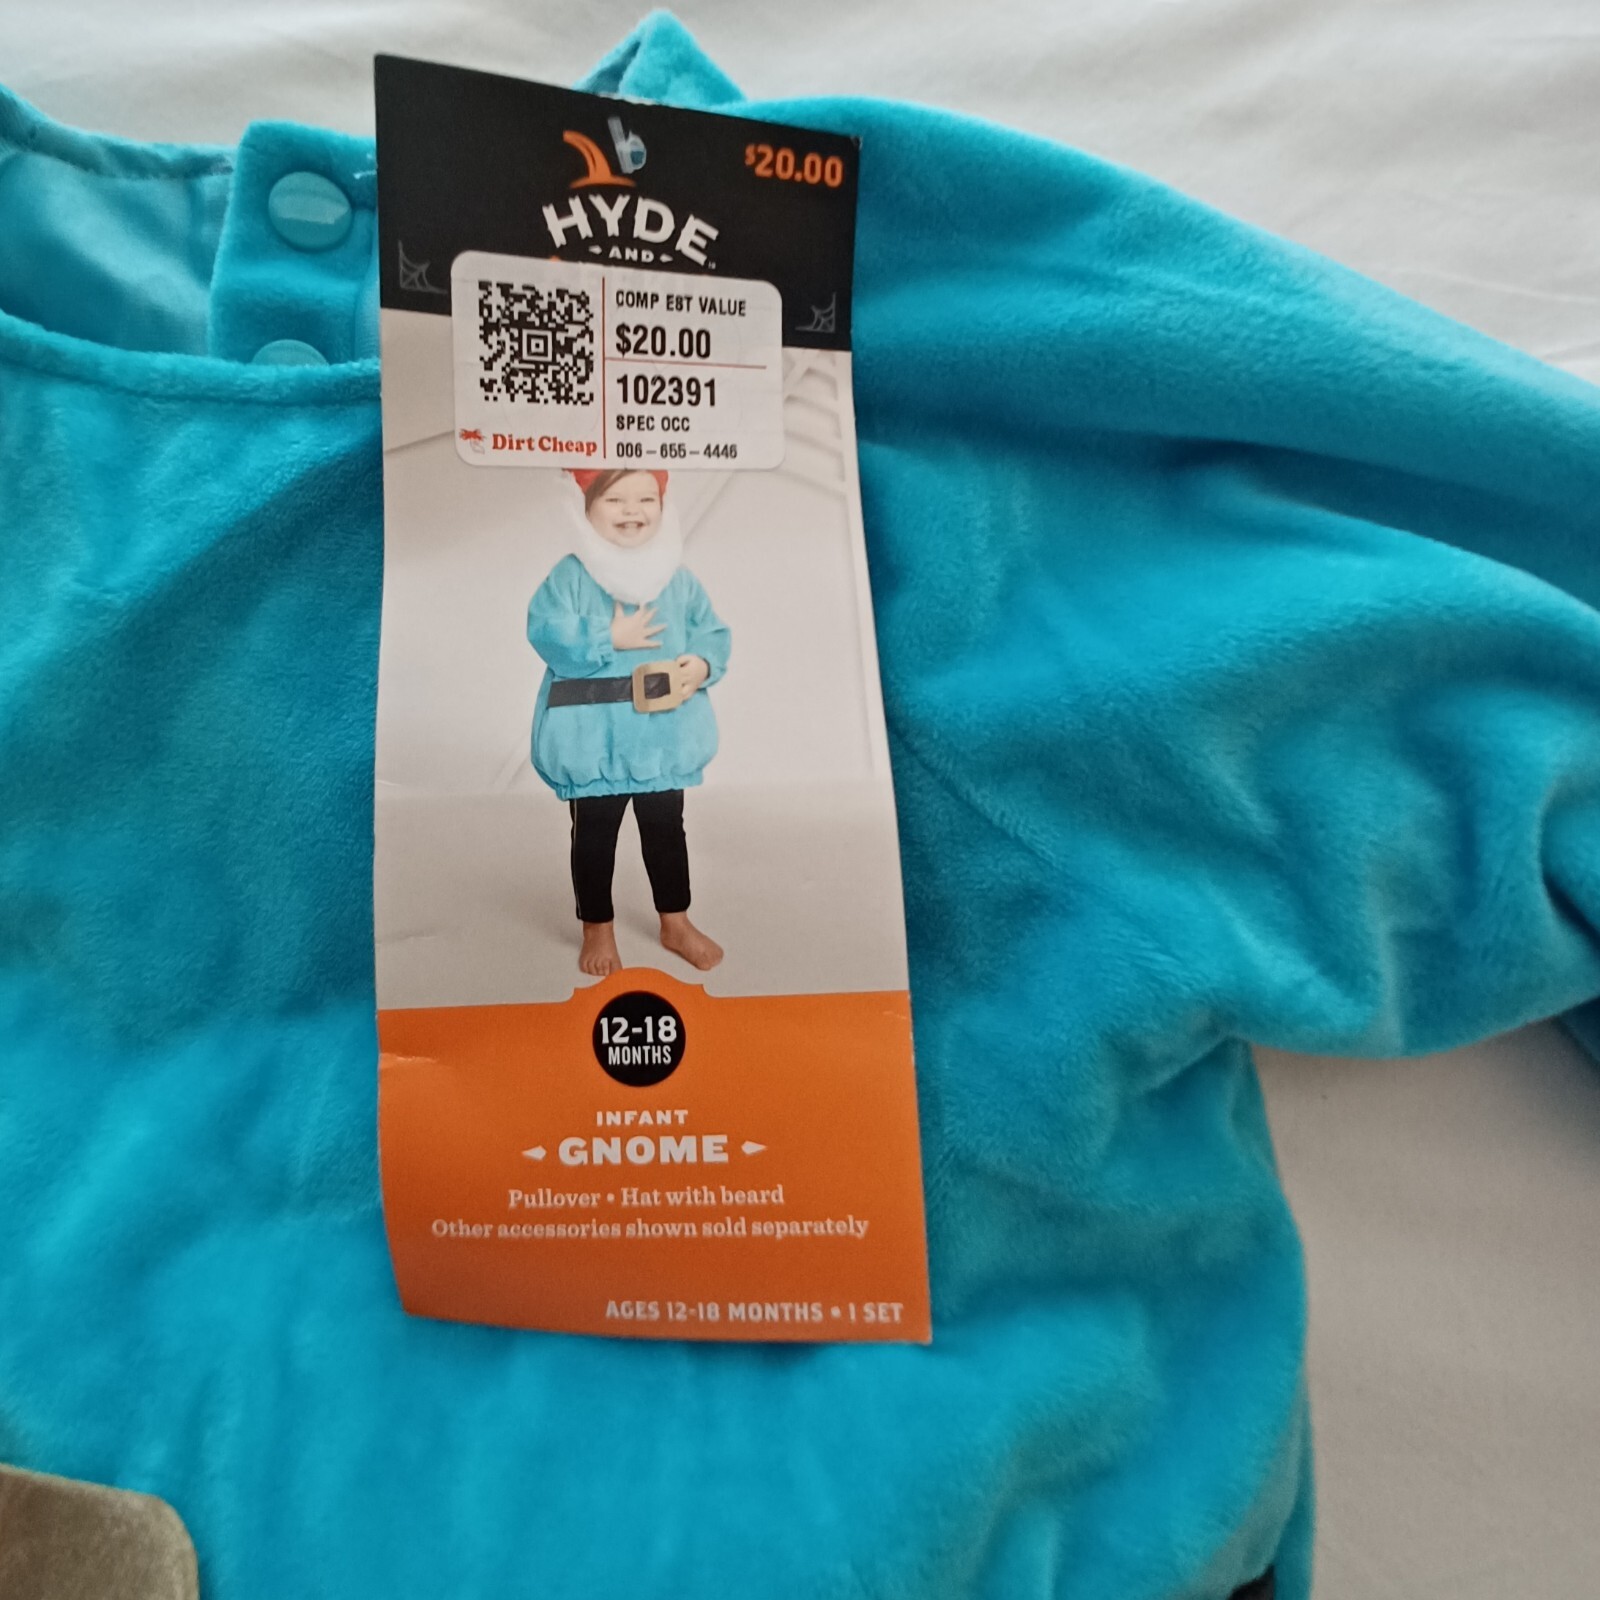 $20.00
HYDE
AND
COMP EST VALUE
$20.00
102391
SPEC OCC
Dirt Cheap
006-655-4446
12-18
MONTHS
INFANT
GNOME
Pullover • Hat with beard
Other accessories shown sold separately
AGES 12-18 MONTHS • 1 SET